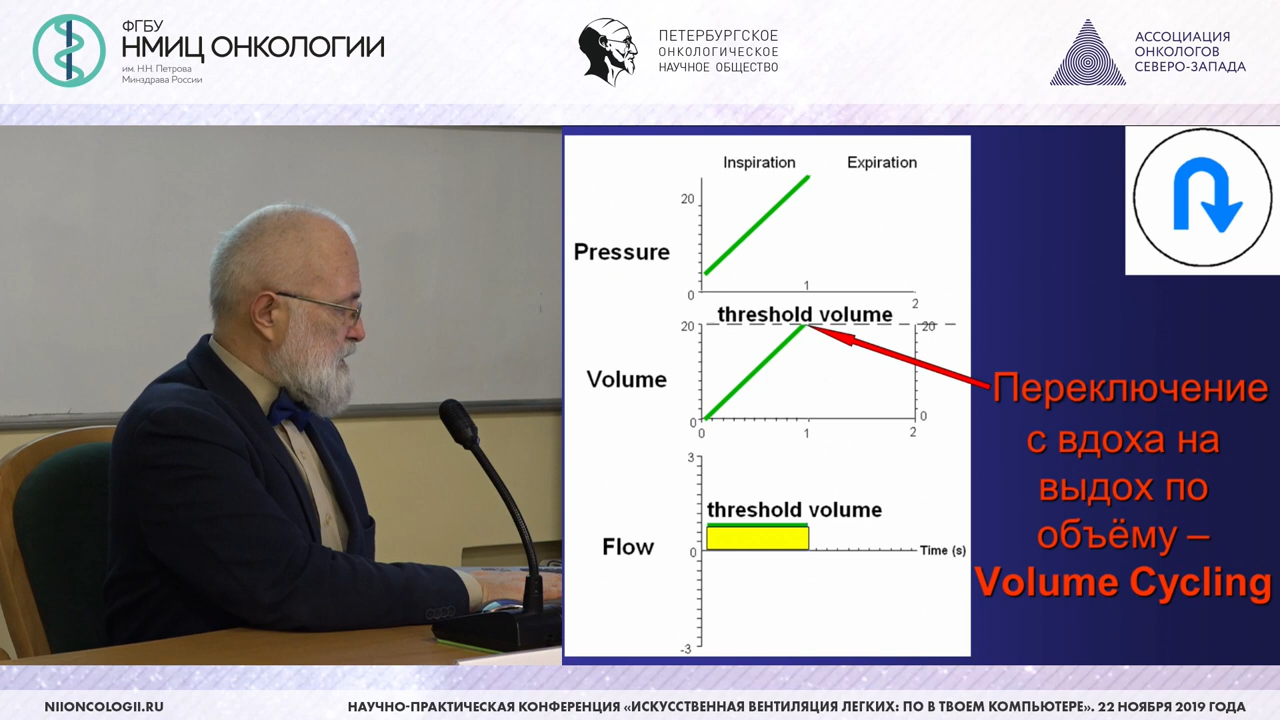 ФГБУ
НМИЦ ОНКОЛОГИИ
им. Н.Н. Петрова
Минздрава России
ПЕТЕРБУРГСКОЕ
ОНКОЛОГИЧЕСКОЕ
НАУЧНОЕ ОБЩЕСТВО
АССОЦИАЦИЯ
ОНКОЛОГОВ
СЕВЕРО-ЗАПАДА
Inspiration Expiration
20
Pressure
0
1
2
threshold volume
20
20
Volume
0
0
0 1 2
3
threshold volume
Flow
0
Time (s)
-3
Переключение
с вдоха на
выдох по
объёму –
Volume Cycling
NIIONCOLOGII.RU
НАУЧНО-ПРАКТИЧЕСКАЯ КОНФЕРЕНЦИЯ «ИСКУССТВЕННАЯ ВЕНТИЛЯЦИЯ ЛЕГКИХ: ПО В ТВОЕМ КОМПЬЮТЕРЕ». 22 НОЯБРЯ 2019 ГОДА